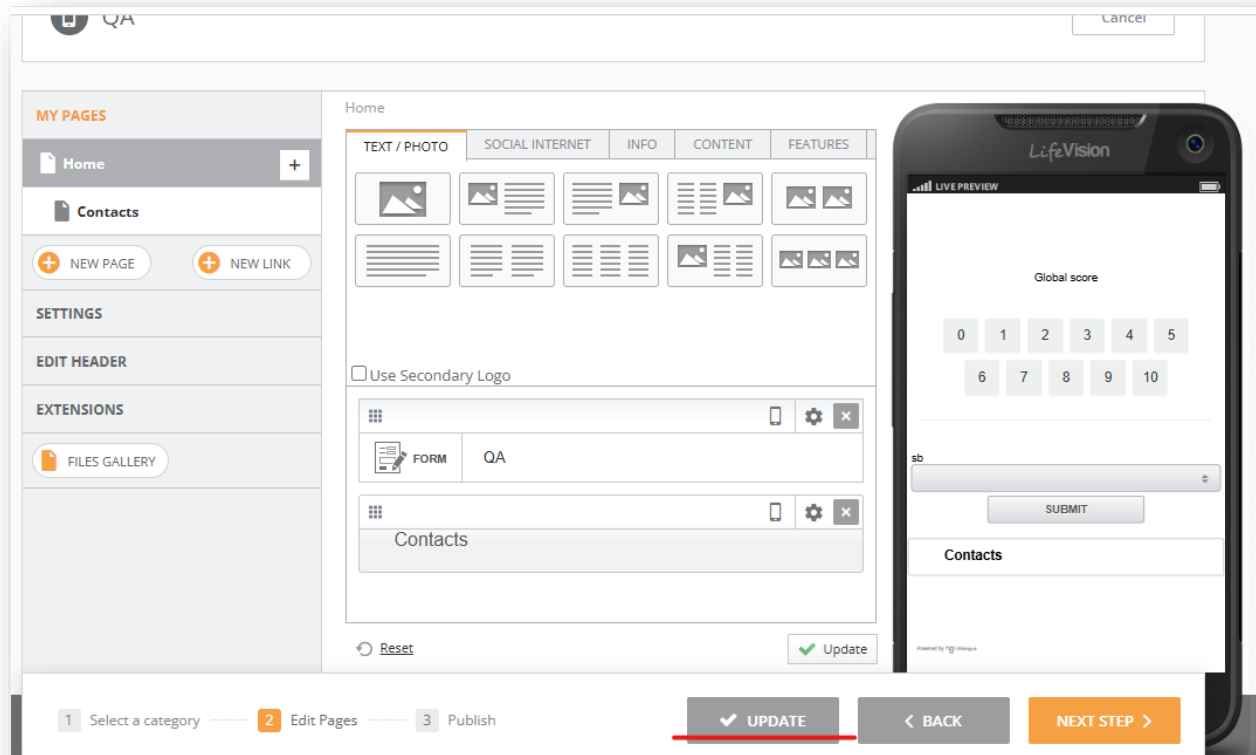 QA
Cancel
MY PAGES
Home
+
Contacts
NEW PAGE
NEW LINK
SETTINGS
EDIT HEADER
EXTENSIONS
FILES GALLERY
Home
TEXT / PHOTO
SOCIAL INTERNET
INFO
CONTENT
FEATURES
Use Secondary Logo
FORM
QA
Contacts
Reset
Update
LifeVision
LIVE PREVIEW
Global score
0 1 2 3 4 5
6 7 8 9 10
sb
SUBMIT
Contacts
Powered by
1 Select a category
2 Edit Pages
3 Publish
UPDATE
BACK
NEXT STEP